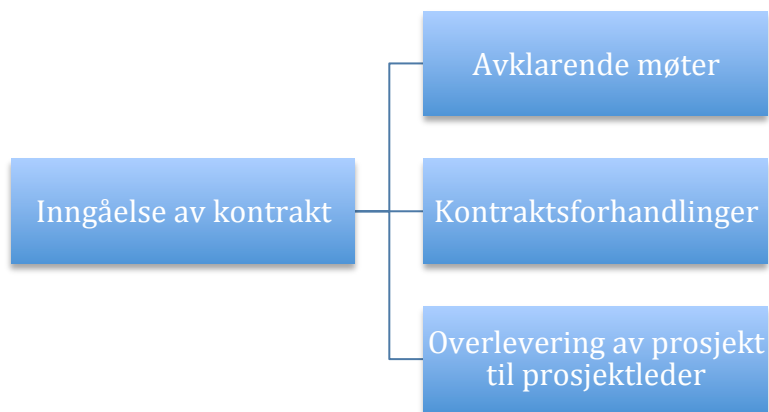 Avklarende møter
Inngåelse av kontrakt
Kontraktsforhandlinger
Overlevering av prosjekt
til prosjektleder